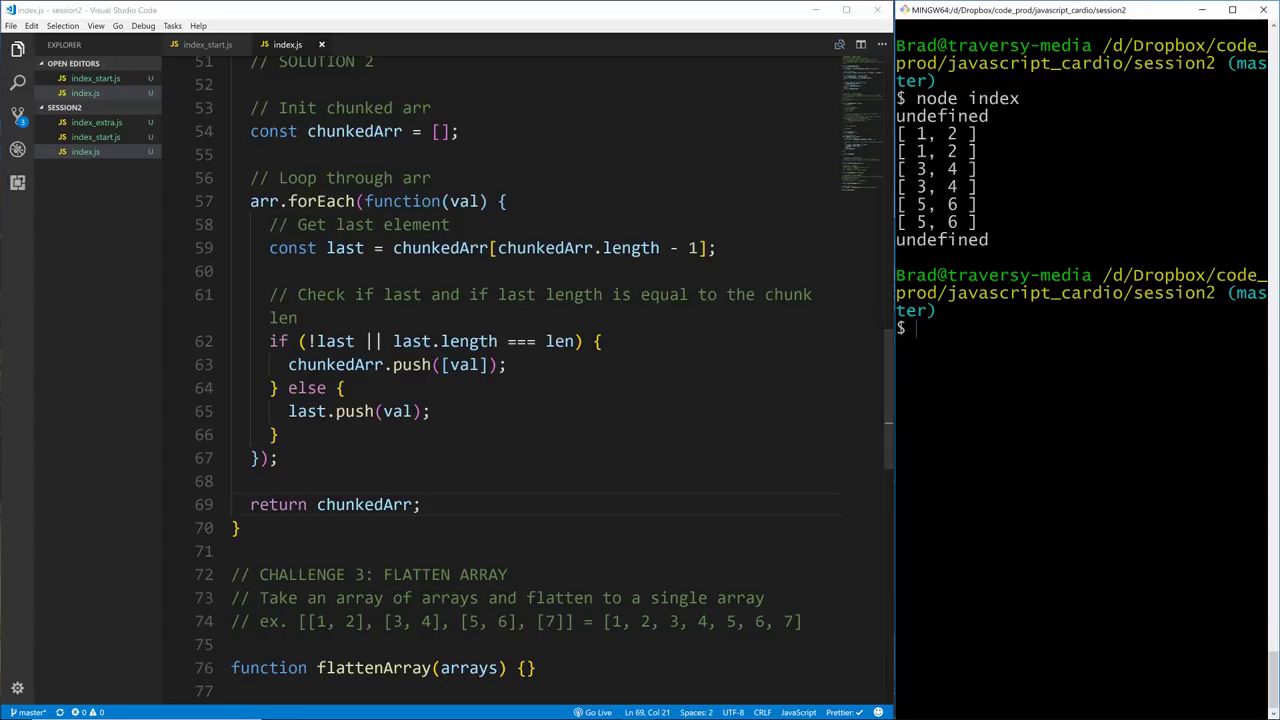 index.js - session2 - Visual Studio Code
File Edit Selection View Go Debug Tasks Help
EXPLORER
OPEN EDITORS
index_start.js U
index.js U
SESSION2
index_extra.js U
index_start.js U
index.js U
3
JS index_start.js JS index.js
51 // SOLUTION 2
52
53 // Init chunked arr
54 const chunkedArr = [];
55
56 // Loop through arr
57 arr.forEach(function(val) {
58 // Get last element
59 const last = chunkedArr[chunkedArr.length - 1];
60
61 // Check if last and if last length is equal to the chunk
len
62 if (!last || last.length === len) {
63 chunkedArr.push([val]);
64 } else {
65 last.push(val);
66 }
67 });
68
69 return chunkedArr;
70 }
71
72 // CHALLENGE 3: FLATTEN ARRAY
73 // Take an array of arrays and flatten to a single array
74 // ex. [[1, 2], [3, 4], [5, 6], [7]] = [1, 2, 3, 4, 5, 6, 7]
75
76 function flattenArray(arrays) {}
77
master* 0 0 Go Live Ln 69, Col 21 Spaces: 2 UTF-8 CRLF JavaScript Prettier: ✓
MINGW64:/d/Dropbox/code_prod/javascript_cardio/session2
Brad@traversy-media /d/Dropbox/code_
prod/javascript_cardio/session2 (mas
ter)
$ node index
undefined
[ 1, 2 ]
[ 1, 2 ]
[ 3, 4 ]
[ 3, 4 ]
[ 5, 6 ]
[ 5, 6 ]
undefined
Brad@traversy-media /d/Dropbox/code_
prod/javascript_cardio/session2 (mas
ter)
$